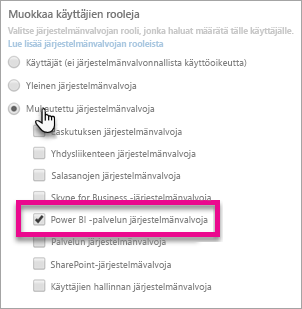 Muokkaa käyttäjien rooleja
Valitse järjestelmänvalvojan rooli, jonka haluat määrätä tälle käyttäjälle.
Lue lisää järjestelmänvalvojan rooleista
Käyttäjät (ei järjestelmänvalvonnallista käyttöoikeutta)
Yleinen järjestelmänvalvoja
Mukautettu järjestelmänvalvoja
Laskutuksen järjestelmänvalvoja
Yhdysliikenteen järjestelmänvalvoja
Salasanojen järjestelmänvalvoja
Skype for Business -järjestelmänvalvoja
Power BI -palvelun järjestelmänvalvoja
Palvelun järjestelmänvalvoja
SharePoint-järjestelmävalvoja
Käyttäjien hallinnan järjestelmänvalvoja